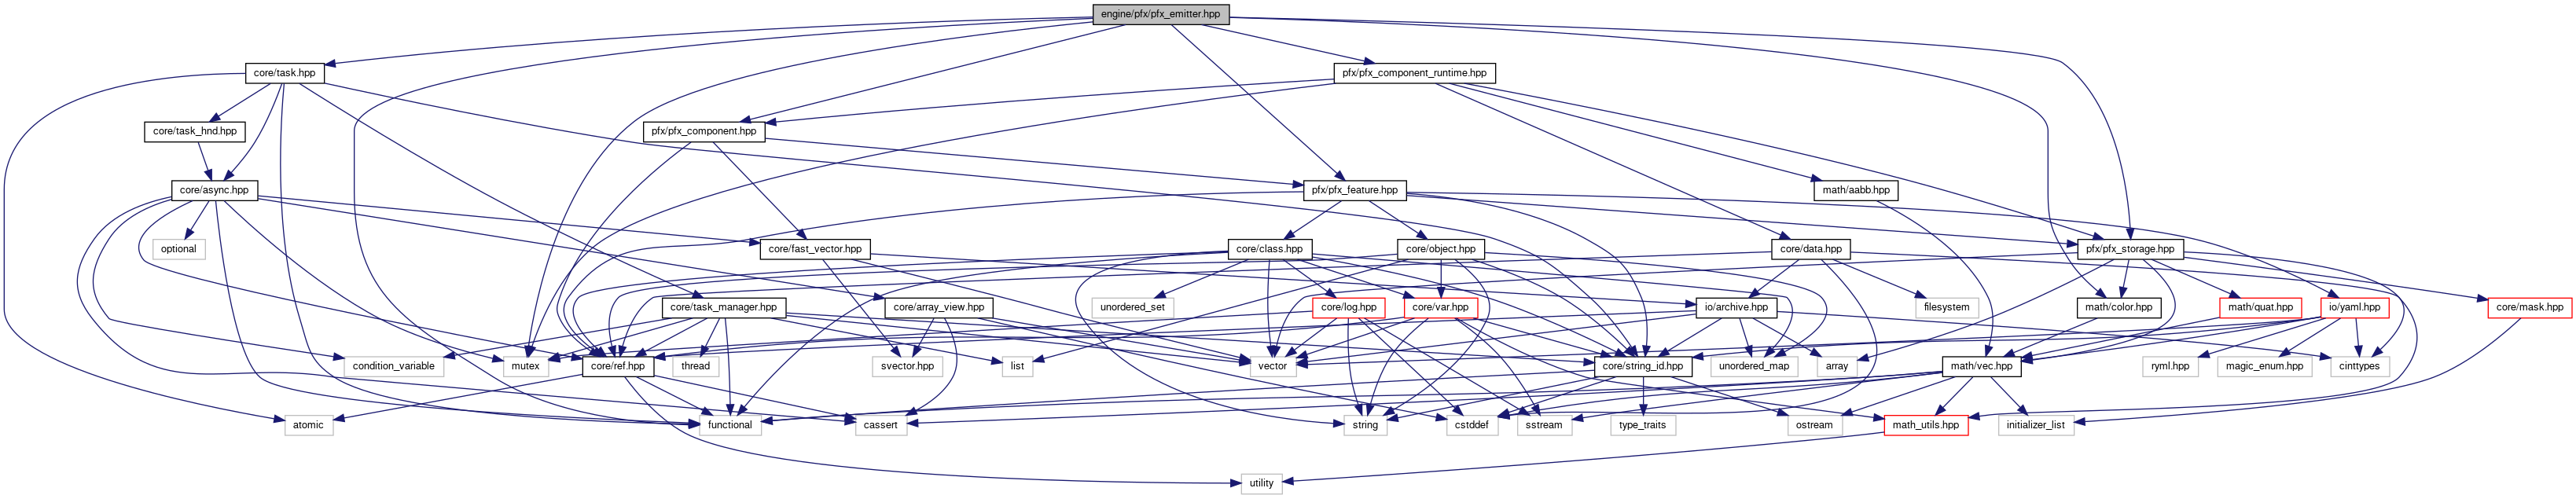 engine/pfx/pfx_emitter.hpp
core/task.hpp
pfx/pfx_component_runtime.hpp
core/task_hnd.hpp
pfx/pfx_component.hpp
core/async.hpp
pfx/pfx_feature.hpp
math/aabb.hpp
optional
core/fast_vector.hpp
core/class.hpp
core/object.hpp
core/data.hpp
pfx/pfx_storage.hpp
core/task_manager.hpp
core/array_view.hpp
unordered_set
core/log.hpp
core/var.hpp
io/archive.hpp
filesystem
math/color.hpp
math/quat.hpp
io/yaml.hpp
core/mask.hpp
condition_variable
mutex
core/ref.hpp
thread
svector.hpp
list
vector
core/string_id.hpp
unordered_map
array
math/vec.hpp
ryml.hpp
magic_enum.hpp
cinttypes
atomic
functional
cassert
string
cstddef
sstream
type_traits
ostream
math_utils.hpp
initializer_list
utility